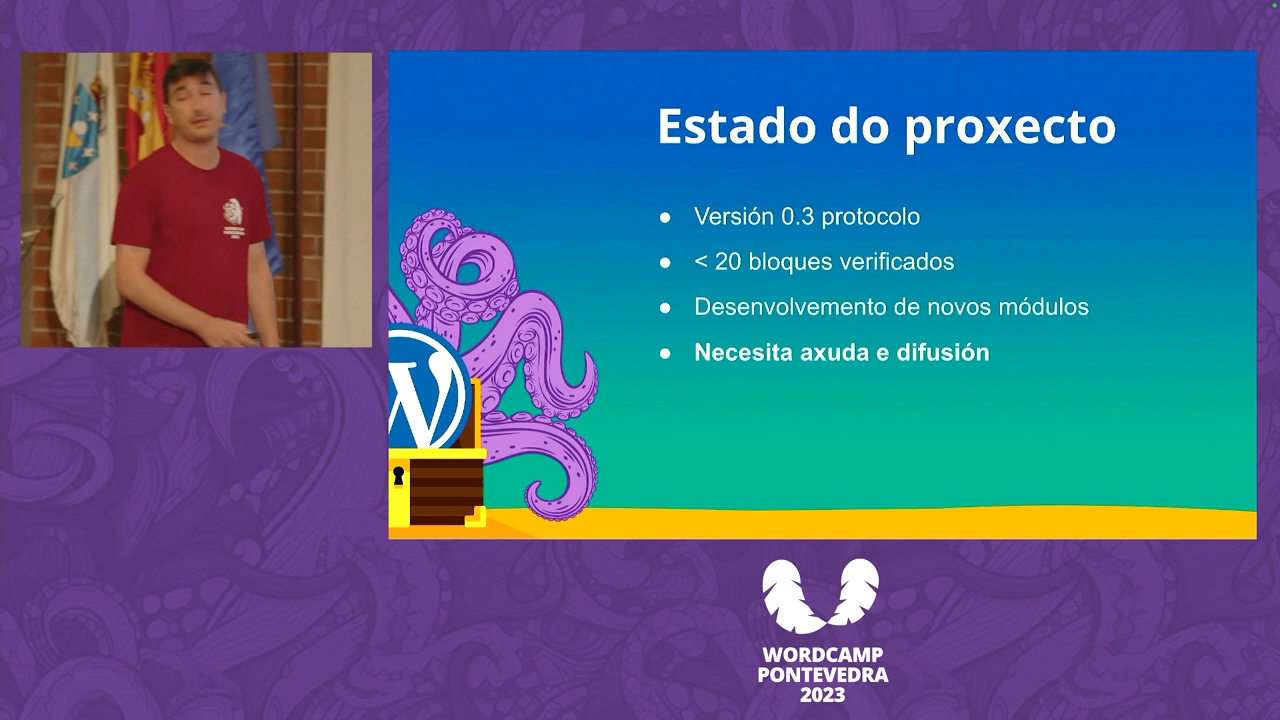 Estado do proxecto
● Versión 0.3 protocolo
● < 20 bloques verificados
● Desenvolvemento de novos módulos
● Necesita axuda e difusión
W
WORDCAMP
PONTEVEDRA
2023